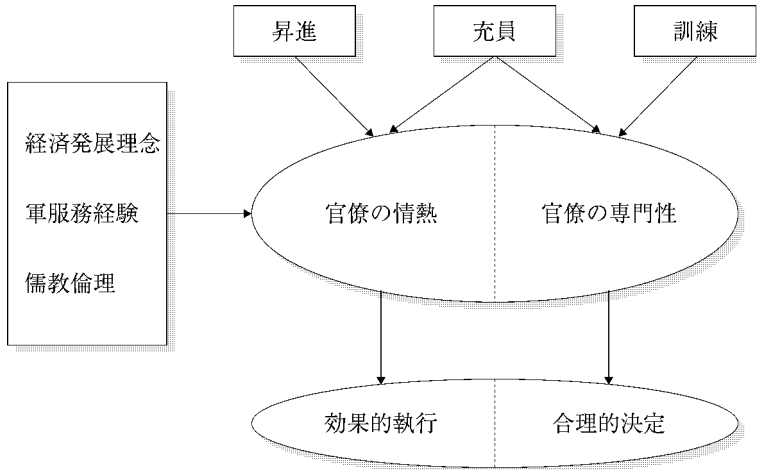 昇進
充員
訓練
経済発展理念
軍服務経験
儒教倫理
官僚の情熱
官僚の専門性
効果的執行
合理的決定